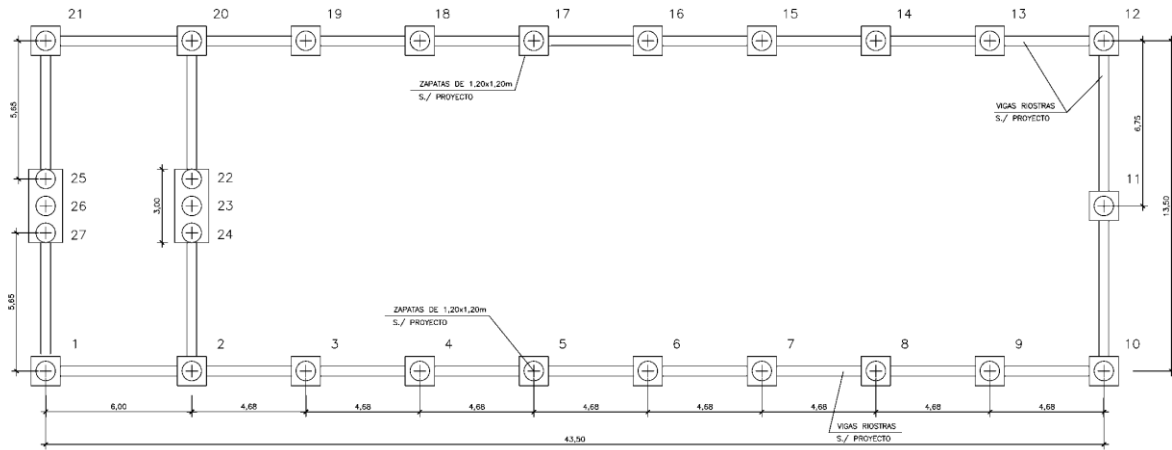 21 20 19 18 17 16 15 14 13 12
ZAPATAS DE 1,20x1,20m
S./ PROYECTO
VIGAS RIOSTRAS
S./ PROYECTO
5,65
6,75
13,50
25 22
26 23
27 24
3,00
11
5,65
ZAPATAS DE 1,20x1,20m
S./ PROYECTO
1 2 3 4 5 6 7 8 9 10
6,00 4,68 4,68 4,68 4,68 4,68 4,68 4,68 4,68
VIGAS RIOSTRAS
S./ PROYECTO
43,50